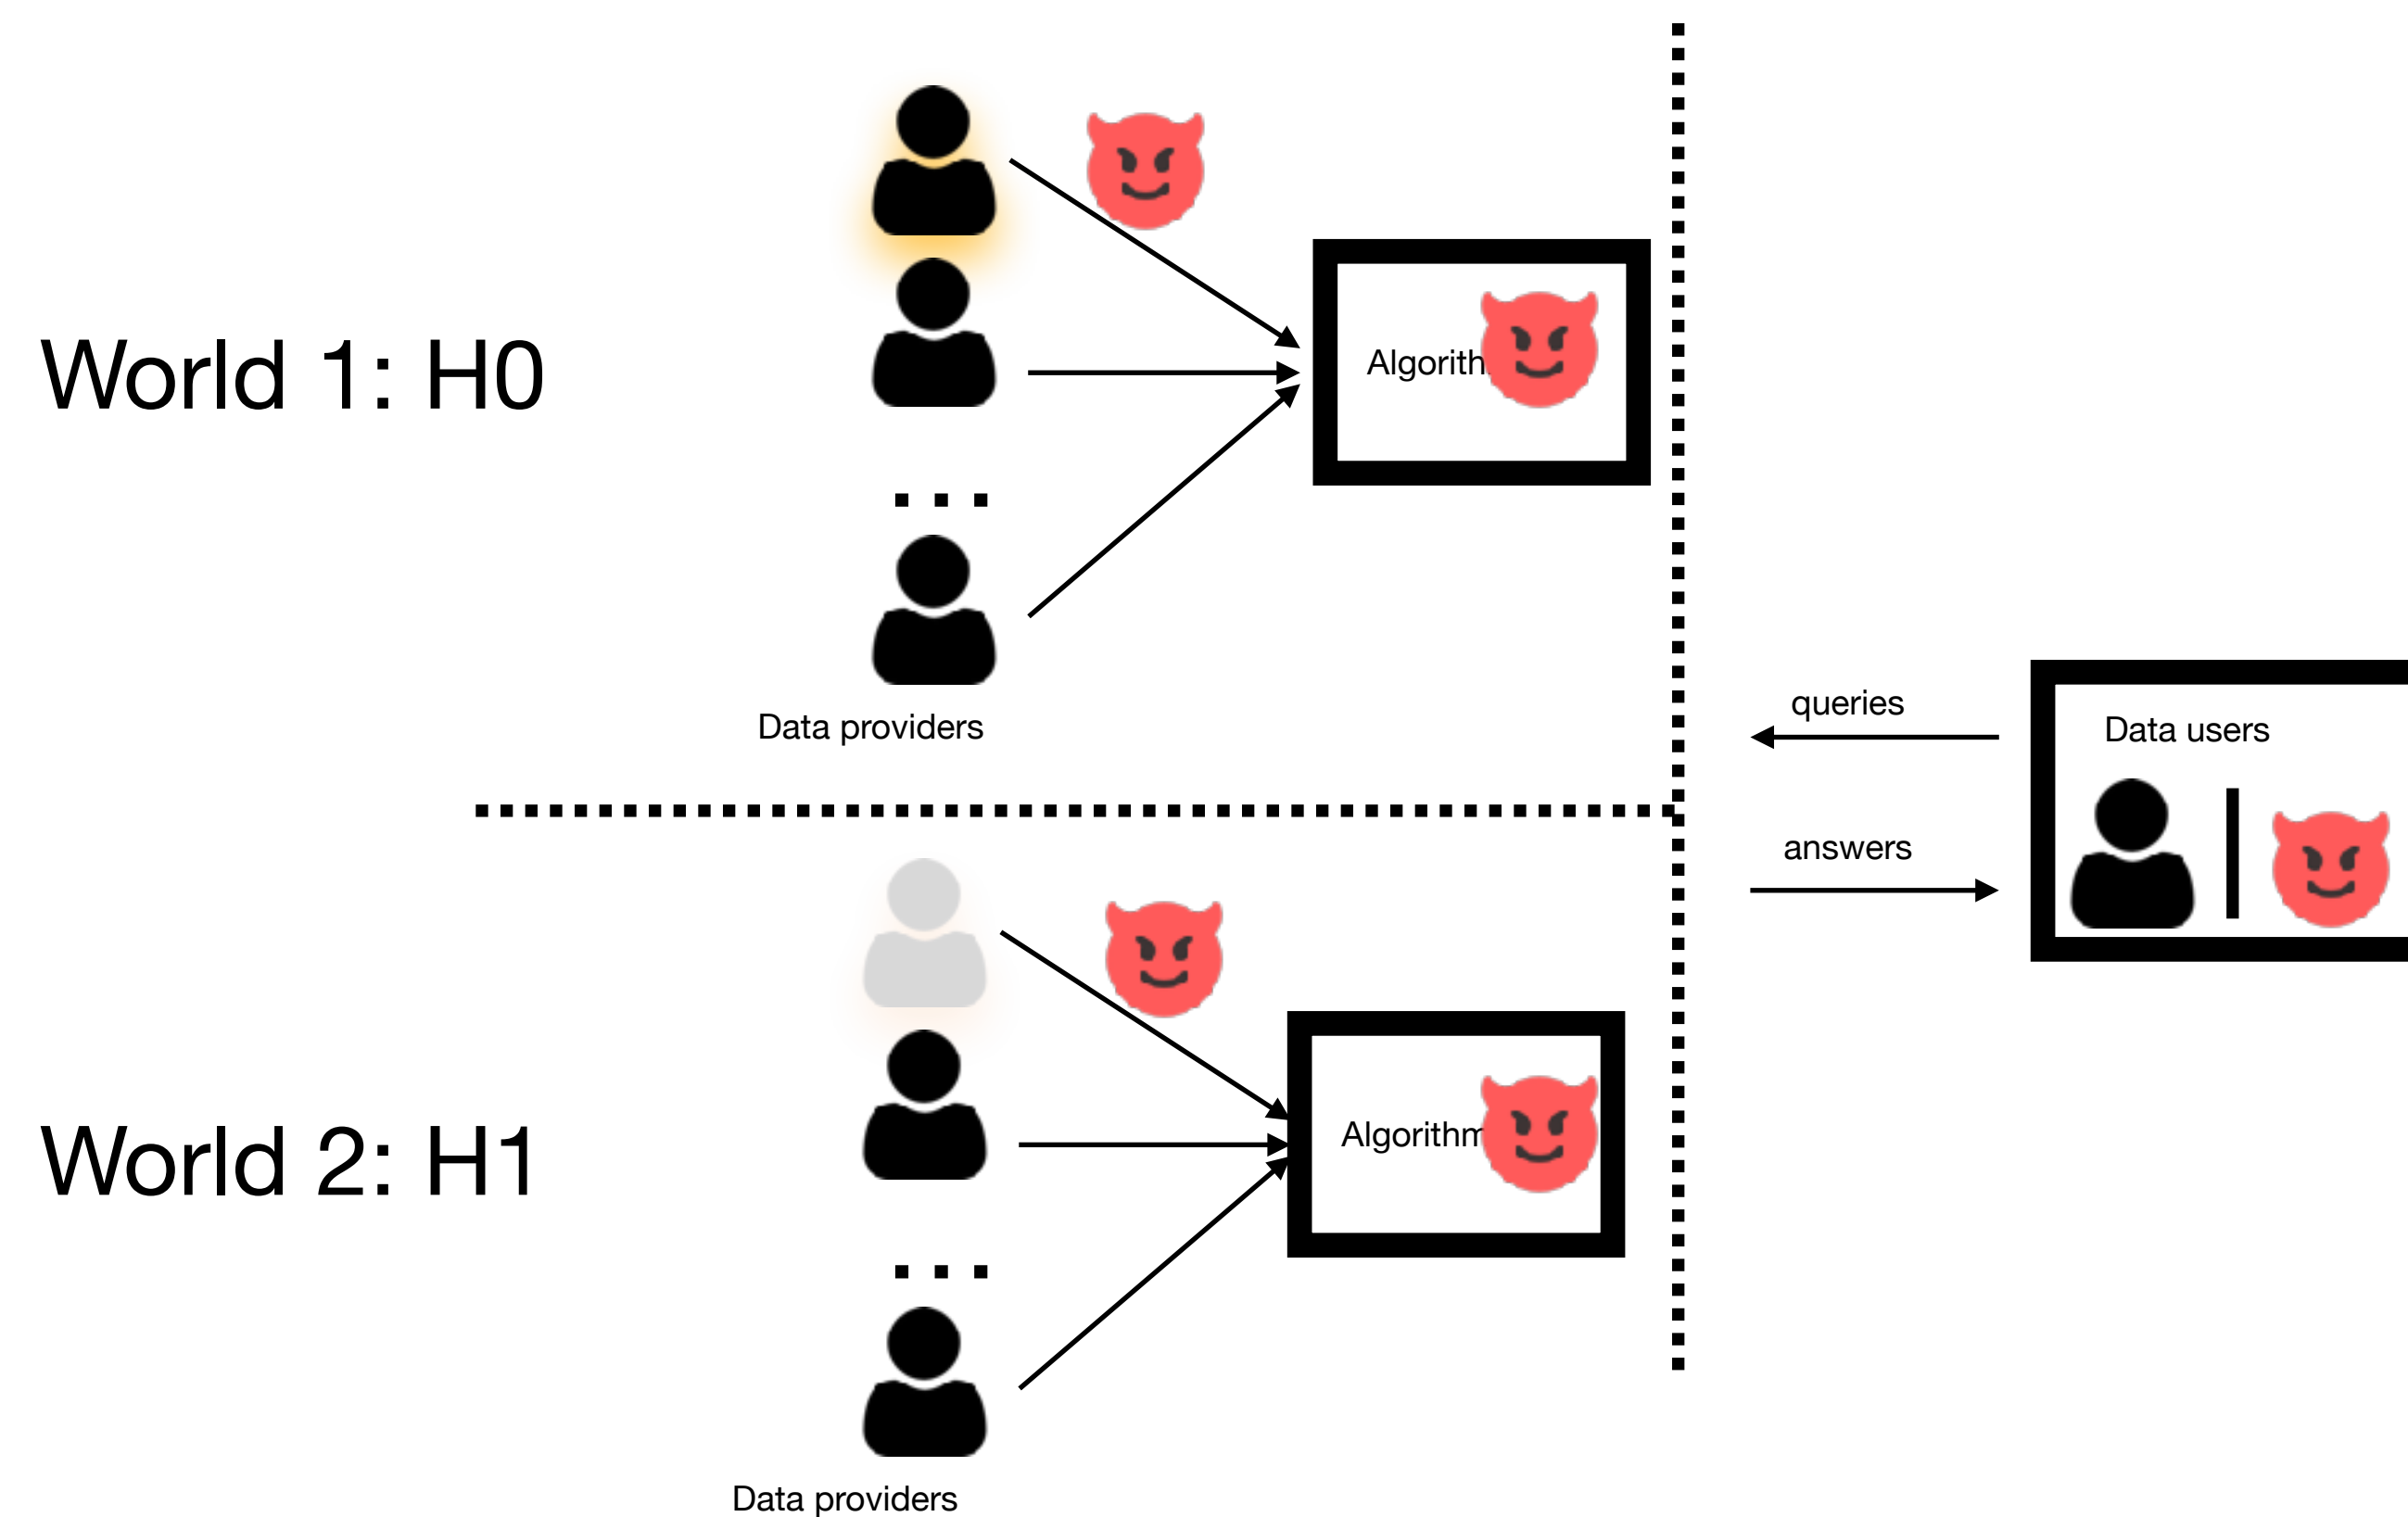 World 1: H0
Algorith
Data providers
queries
Data users
answers
World 2: H1
Algorithm
Data providers